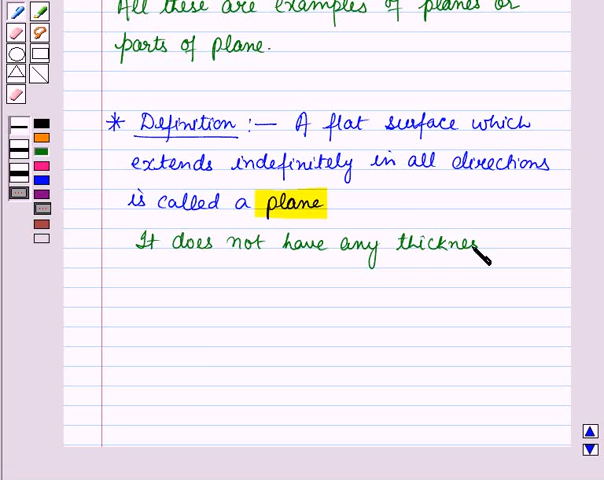 All these are examples of planes or
parts of plane.
* Definition :- A flat surface which
extends indefinitely in all directions
is called a plane
It does not have any thicknes